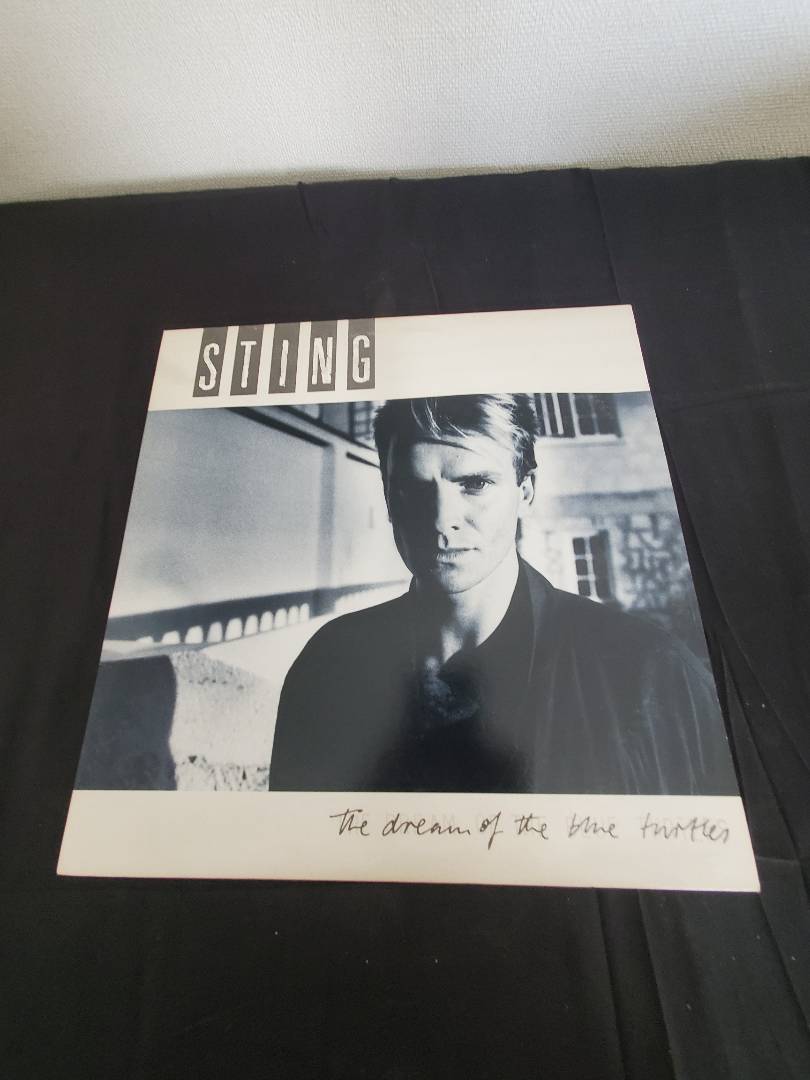 STING
the dream of the blue turtles